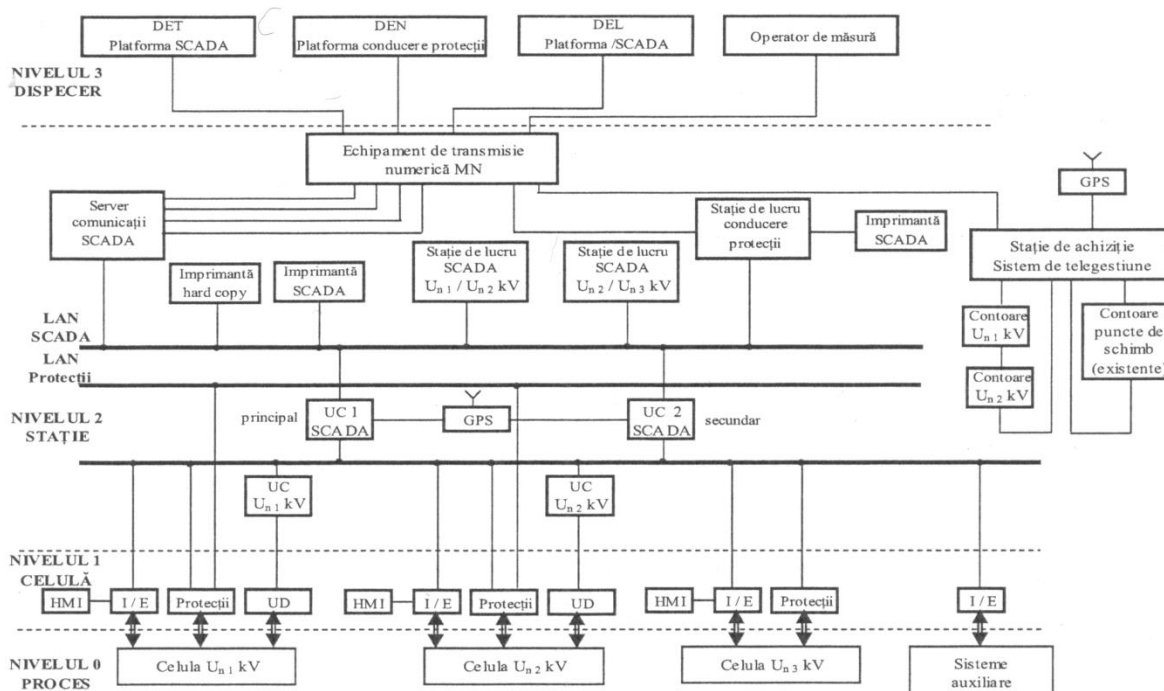 DET
Platforma SCADA
DEN
Platforma conducere protecții
DEL
Platforma /SCADA
Operator de măsură
NIVELUL 3
DISPECER
Echipament de transmisie
numerică MN
GPS
Server
comunicații
SCADA
Stație de lucru
conducere
protecții
Imprimantă
SCADA
Stație de achiziție
Sistem de telegestiune
Imprimantă
hard copy
Imprimantă
SCADA
Stație de lucru
SCADA
Un 1 / Un 2 kV
Stație de lucru
SCADA
Un 2 / Un 3 kV
Contoare
Un 1 kV
Contoare
puncte de
schimb
(existente)
Contoare
Un 2 kV
LAN
SCADA
LAN
Protecții
NIVELUL 2
STAȚIE
principal
UC 1
SCADA
GPS
UC 2
SCADA
secundar
UC
Un 1 kV
UC
Un 2 kV
NIVELUL 1
CELULĂ
HMI
I / E
Protecții
UD
HMI
I / E
Protecții
UD
HMI
I / E
Protecții
I / E
NIVELUL 0
PROCES
Celula Un 1 kV
Celula Un 2 kV
Celula Un 3 kV
Sisteme
auxiliare